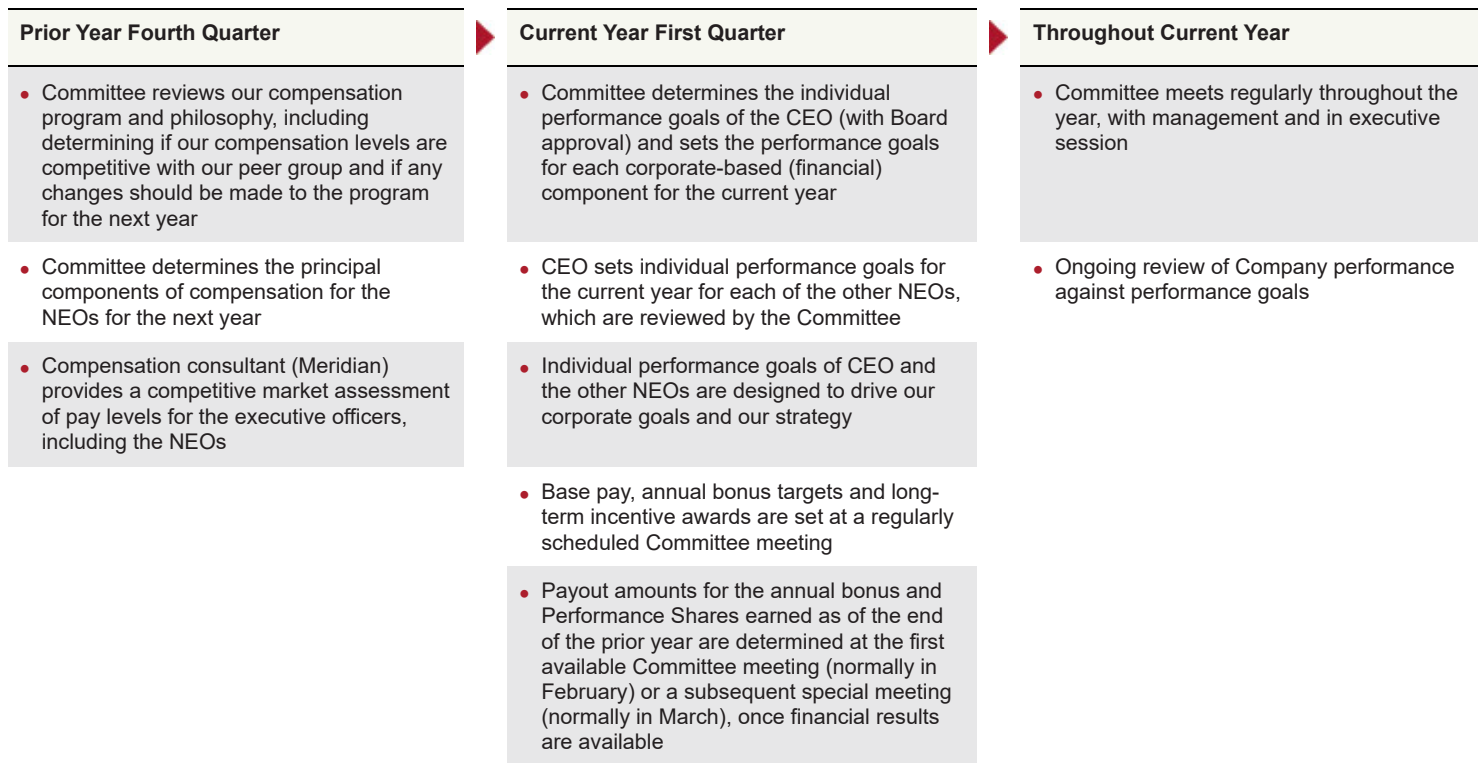 Prior Year Fourth Quarter
• Committee reviews our compensation
program and philosophy, including
determining if our compensation levels are
competitive with our peer group and if any
changes should be made to the program
for the next year
• Committee determines the principal
components of compensation for the
NEOs for the next year
• Compensation consultant (Meridian)
provides a competitive market assessment
of pay levels for the executive officers,
including the NEOs
Current Year First Quarter
• Committee determines the individual
performance goals of the CEO (with Board
approval) and sets the performance goals
for each corporate-based (financial)
component for the current year
• CEO sets individual performance goals for
the current year for each of the other NEOs,
which are reviewed by the Committee
• Individual performance goals of CEO and
the other NEOs are designed to drive our
corporate goals and our strategy
• Base pay, annual bonus targets and long-
term incentive awards are set at a regularly
scheduled Committee meeting
• Payout amounts for the annual bonus and
Performance Shares earned as of the end
of the prior year are determined at the first
available Committee meeting (normally in
February) or a subsequent special meeting
(normally in March), once financial results
are available
Throughout Current Year
• Committee meets regularly throughout the
year, with management and in executive
session
• Ongoing review of Company performance
against performance goals